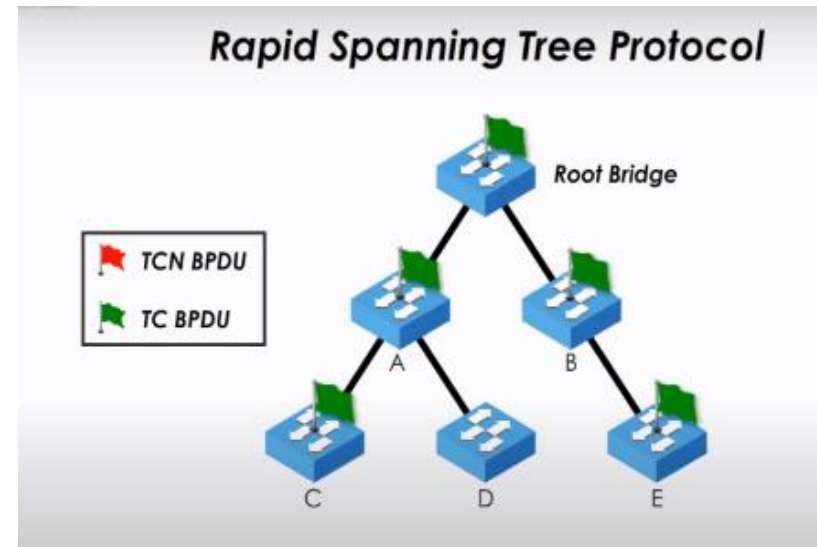 Rapid Spanning Tree Protocol
Root Bridge
TCN BPDU
TC BPDU
A
B
C
D
E